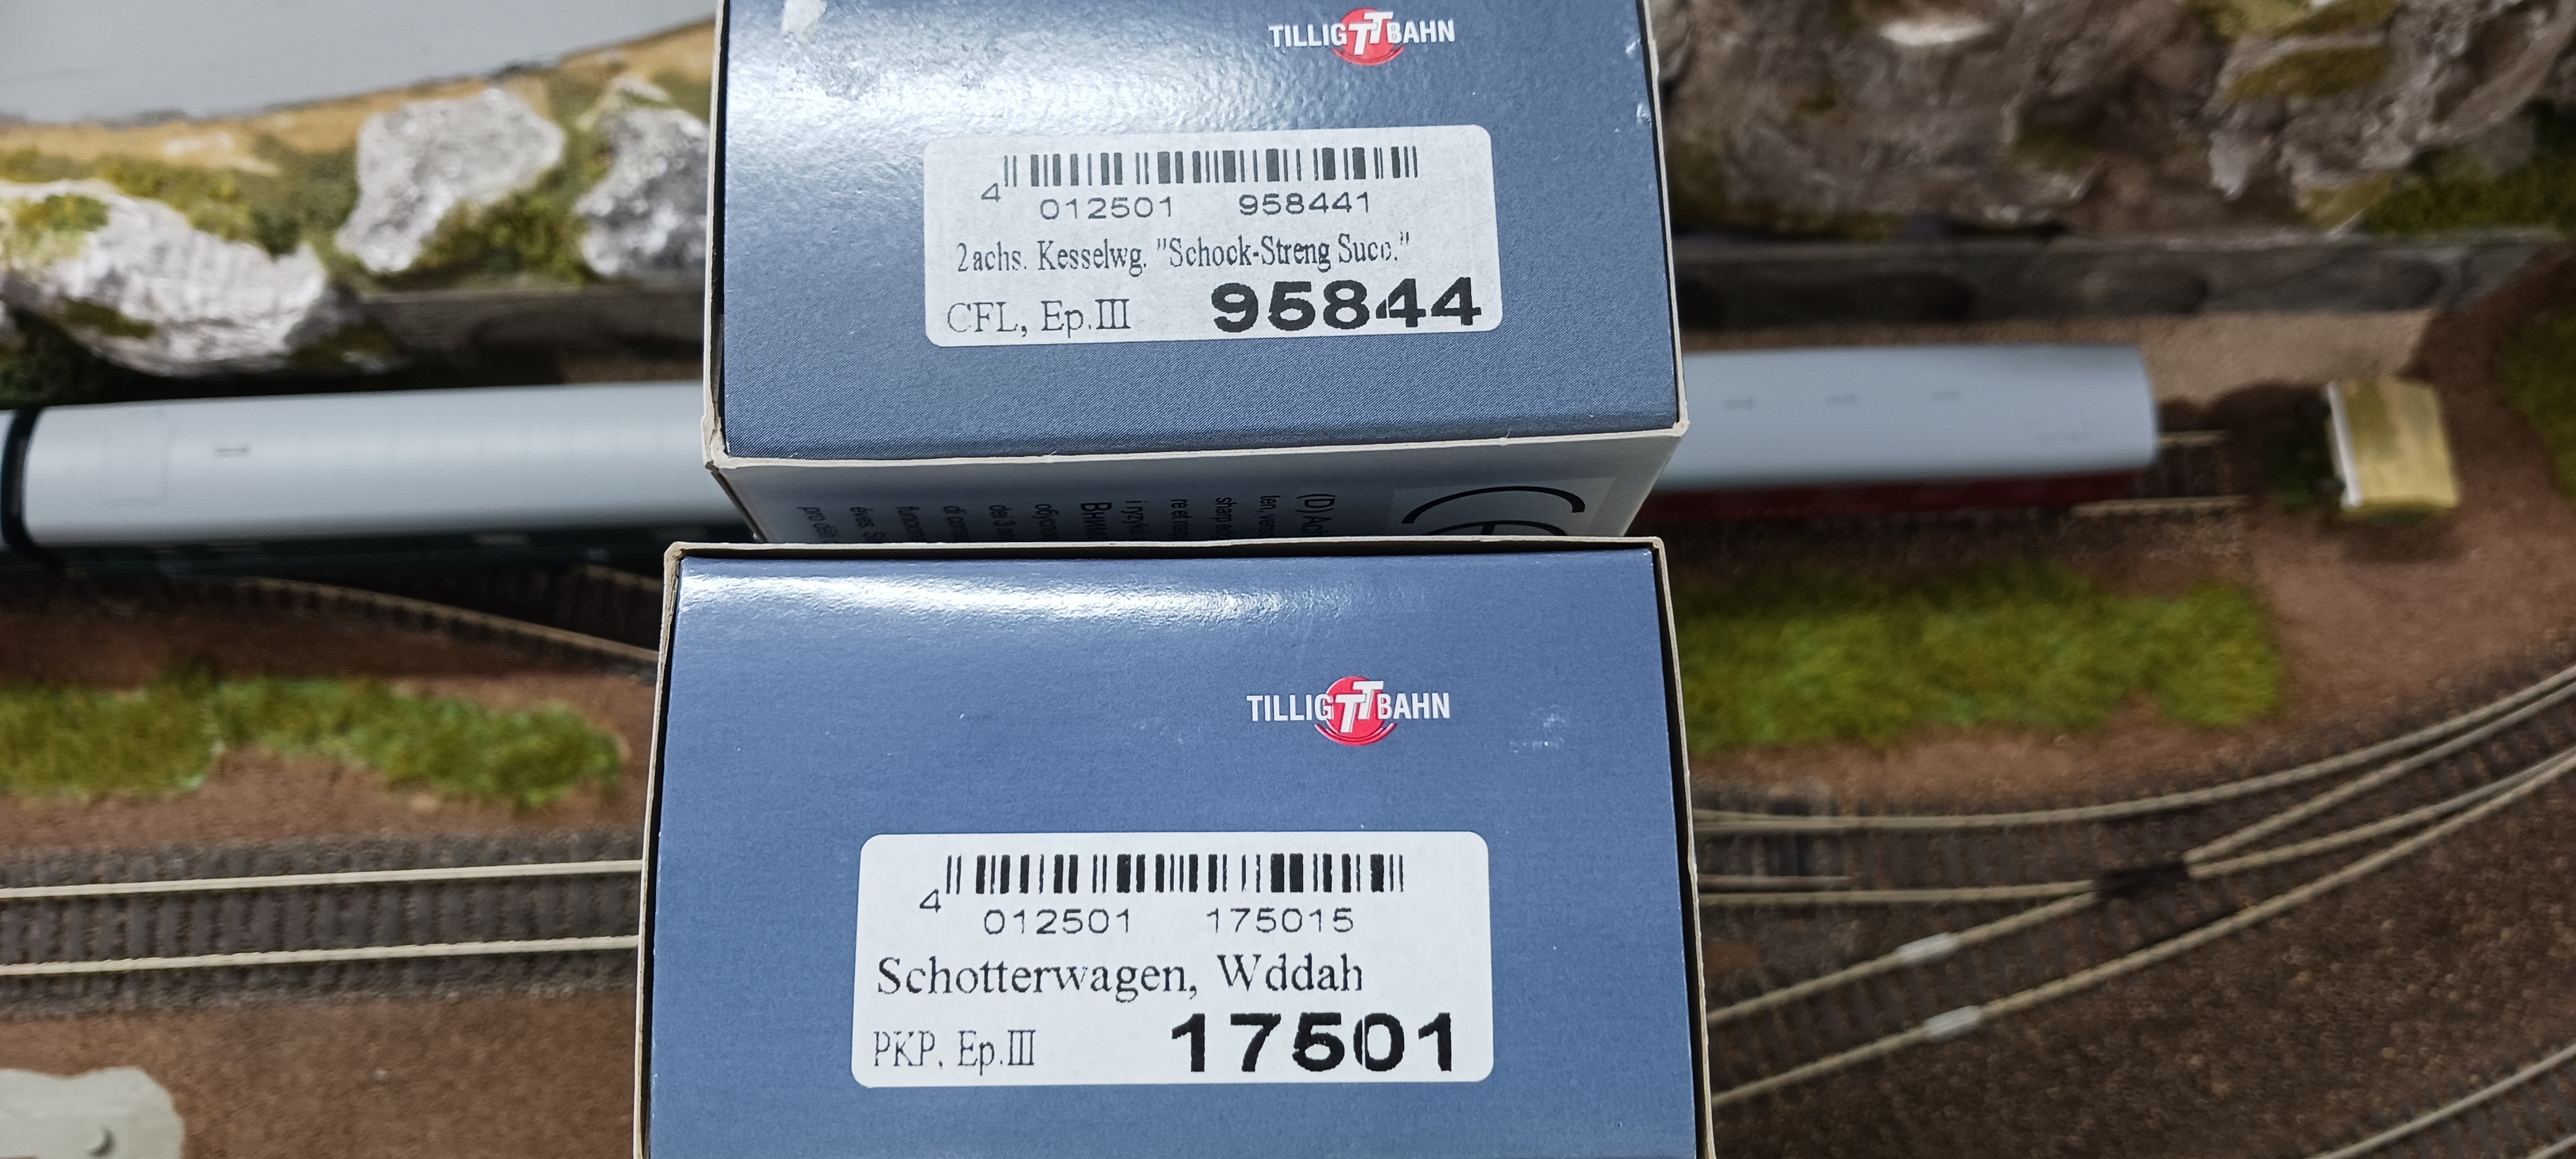 TILLIG TT BAHN
4 012501 958441
2achs. Kesselwg. "Schock-Streng Succ."
CFL, Ep.III 95844
CE
(D)
TILLIG TT BAHN
4 012501 175015
Schotterwagen, Wddah
PKP, Ep.III 17501